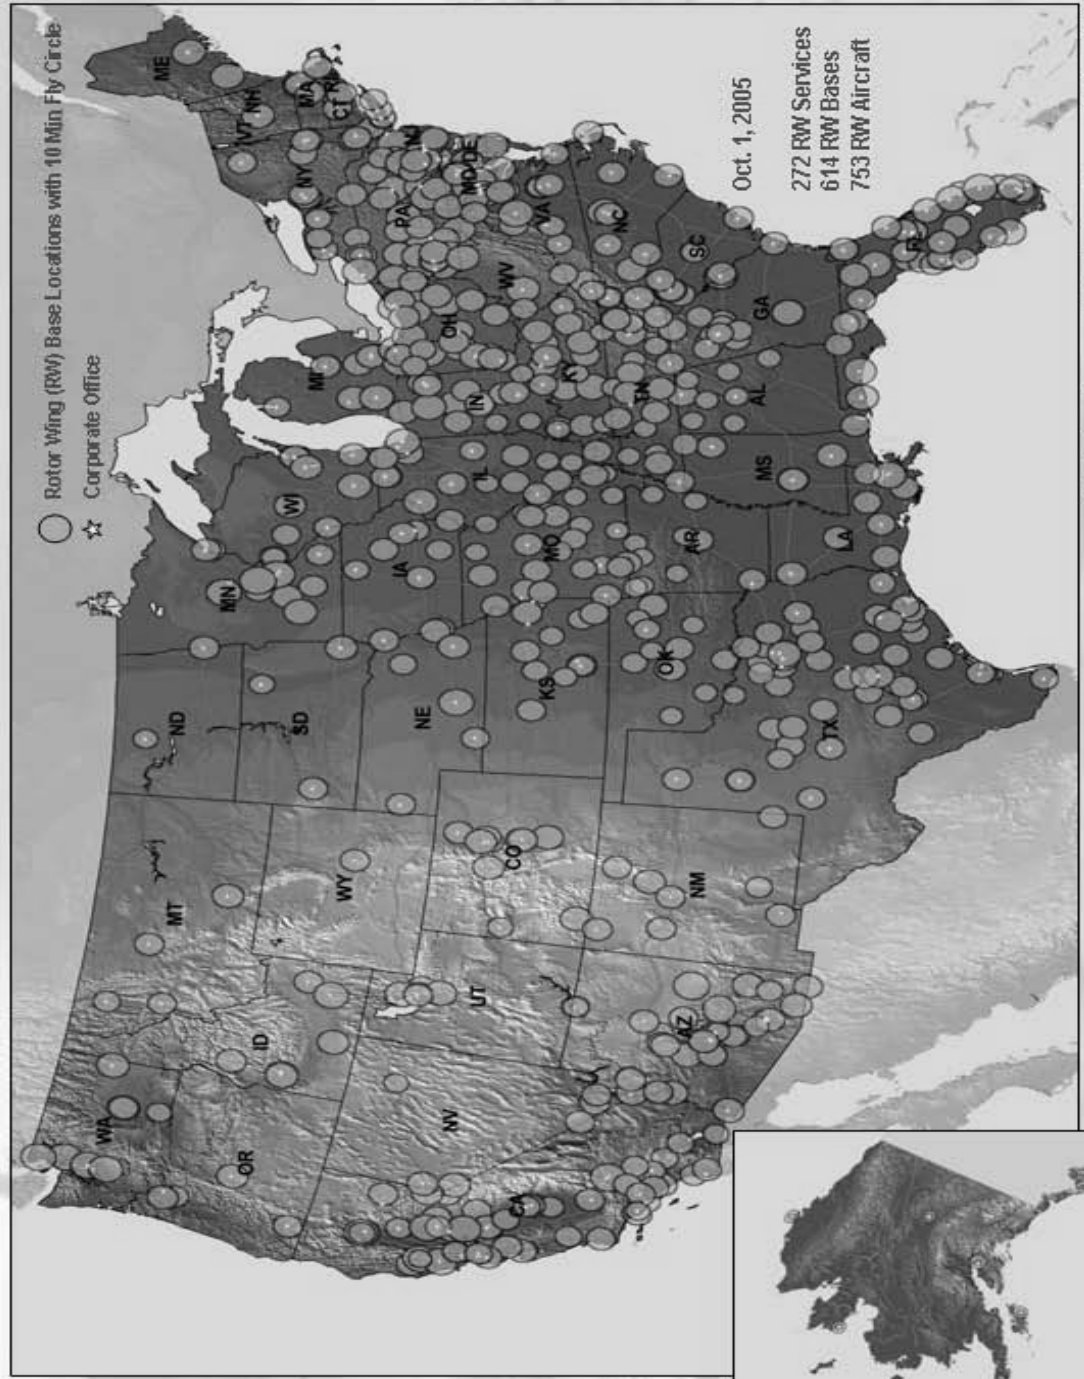 Rotor Wing (RW) Base Locations with 10 Min Fly Circle
Corporate Office
WA
MT
ND
MN
WI
MI
ME
VT
NH
MA
RI
CT
NY
OR
ID
WY
SD
IA
NE
IL
IN
OH
PA
NJ
MD
DE
NV
UT
CO
KS
MO
KY
WV
VA
CA
AZ
NM
OK
AR
TN
NC
SC
TX
LA
MS
AL
GA
FL
Oct. 1, 2005
272 RW Services
614 RW Bases
753 RW Aircraft